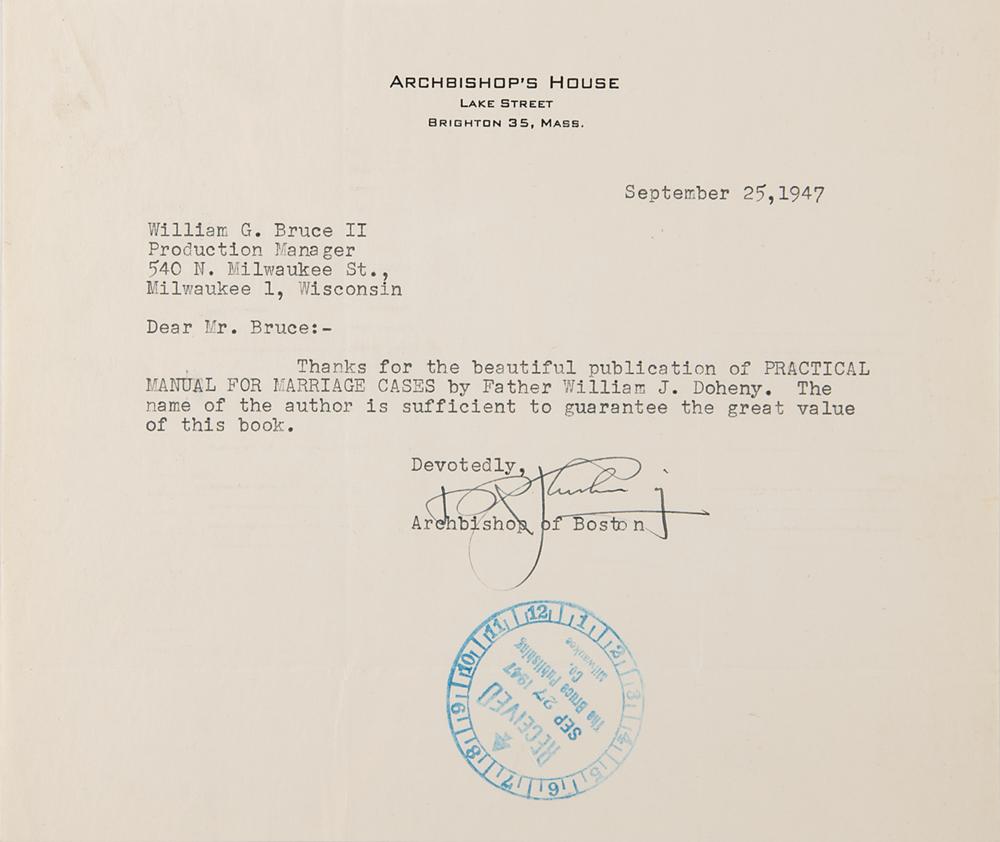 ARCHBISHOP'S HOUSE
LAKE STREET
BRIGHTON 35, MASS.
September 25,1947
William G. Bruce II
Production Manager
540 N. Milwaukee St.,
Milwaukee 1, Wisconsin
Dear Mr. Bruce:-
Thanks for the beautiful publication of PRACTICAL
MANUAL FOR MARRIAGE CASES by Father William J. Doheny. The
name of the author is sufficient to guarantee the great value
of this book.
Devotedly,
Archbishop of Boston
12 1 2 3 4 5 6 7 8 9 10 11
RECEIVED
SEP 27 1947
The Bruce Publishing
Co.
Milwaukee